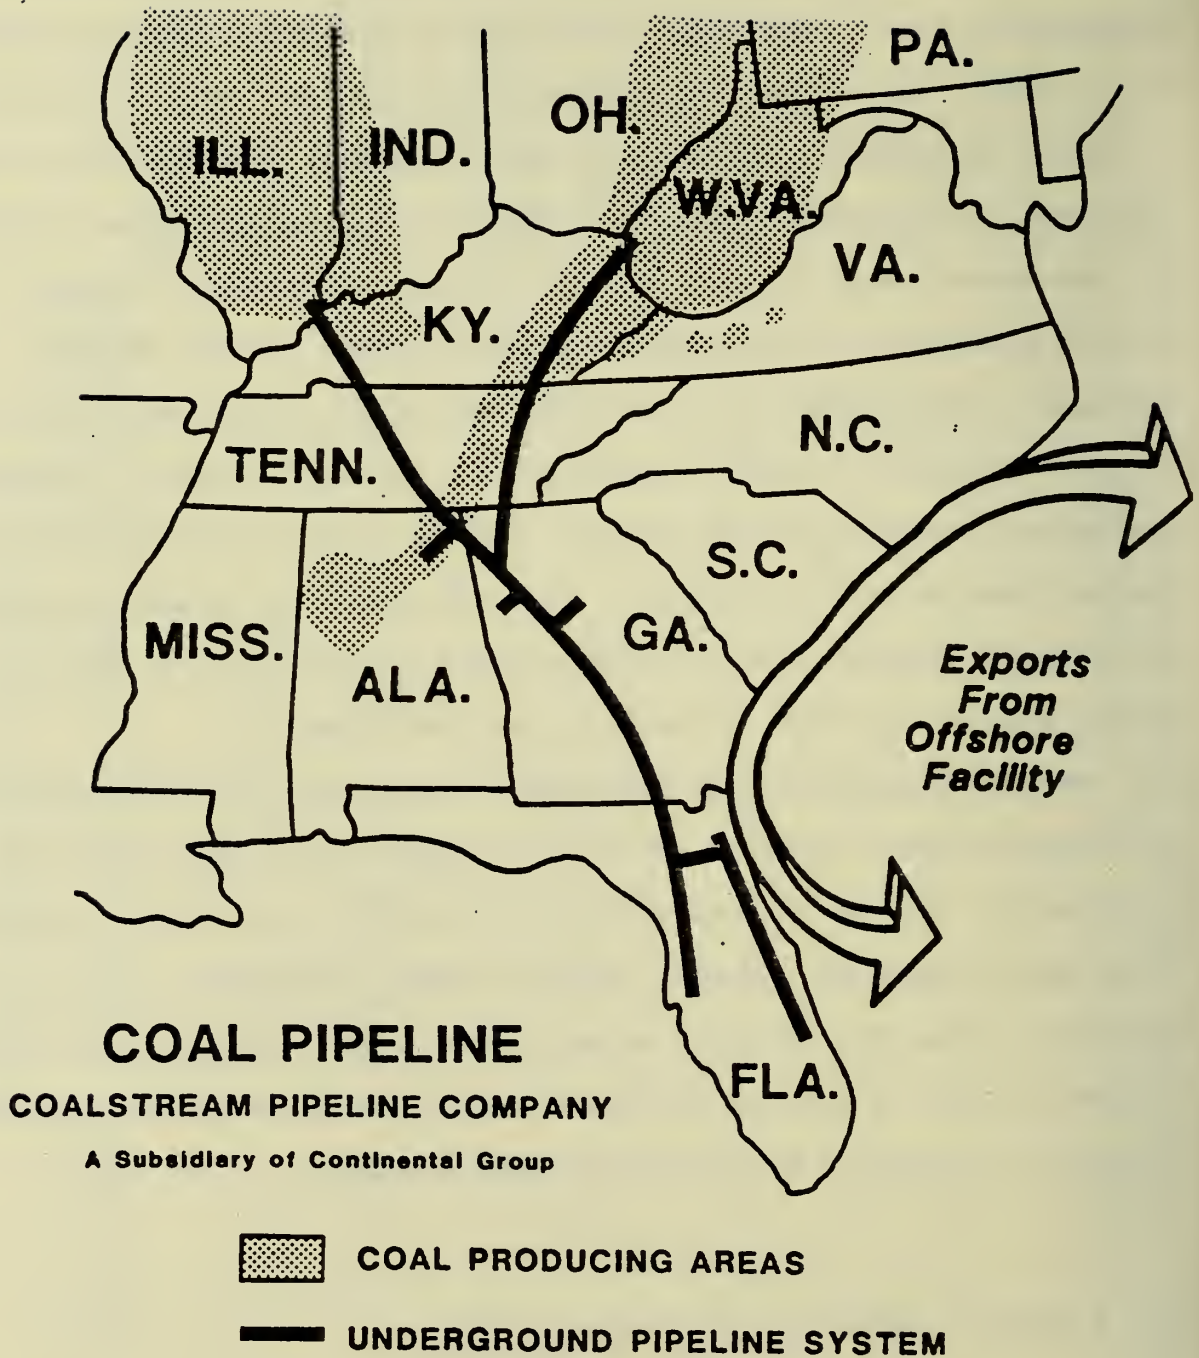 PA.
OH.
IND.
ILL.
W.VA.
VA.
KY.
N.C.
TENN.
S.C.
GA.
MISS.
ALA.
Exports
From
Offshore
Facility
FLA.
COAL PIPELINE
COALSTREAM PIPELINE COMPANY
A Subsidiary of Continental Group
COAL PRODUCING AREAS
UNDERGROUND PIPELINE SYSTEM